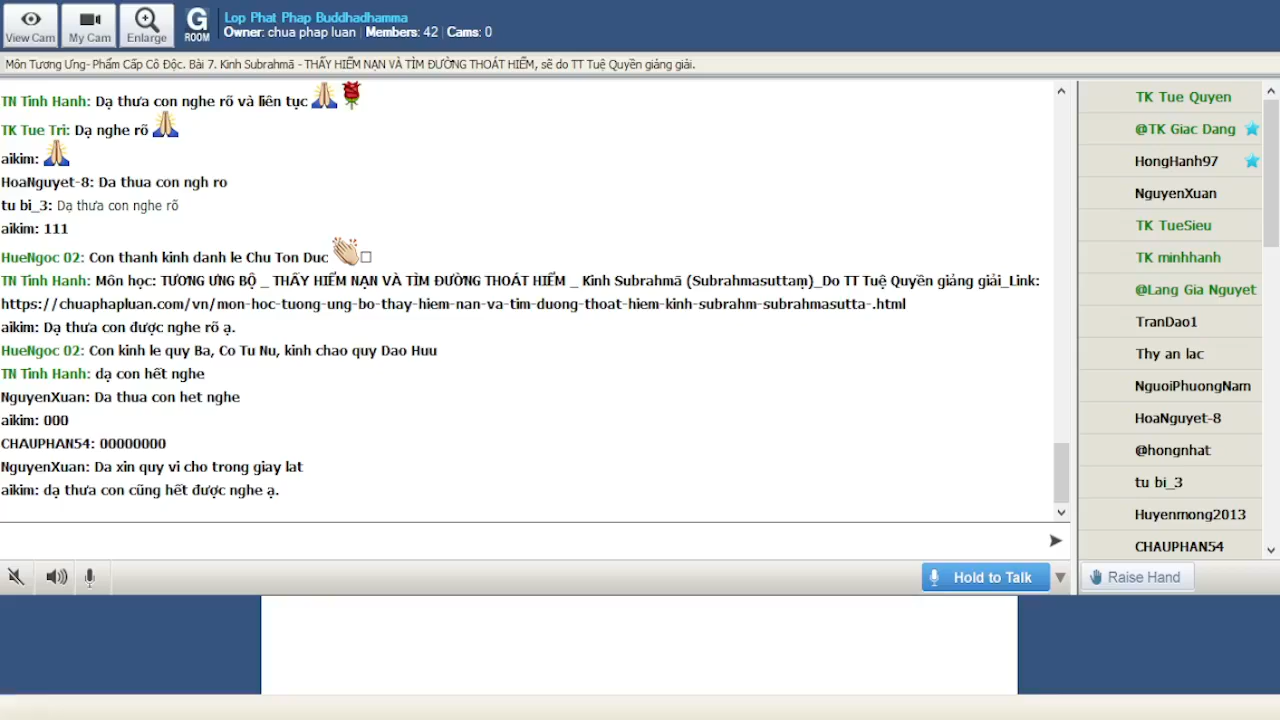 View Cam
My Cam
Enlarge
G
ROOM
Lop Phat Phap Buddhadhamma
Owner: chua phap luan | Members: 42 | Cams: 0
Môn Tương Ưng- Phẩm Cấp Cô Độc. Bài 7. Kinh Subrahmā - THẤY HIỂM NẠN VÀ TÌM ĐƯỜNG THOÁT HIỂM, sẽ do TT Tuệ Quyền giảng giải.
TN Tinh Hanh: Dạ thưa con nghe rõ và liên tục
TK Tue Tri: Dạ nghe rõ
aikim:
HoaNguyet-8: Da thua con ngh ro
tu bi_3: Dạ thưa con nghe rõ
aikim: 111
HueNgoc 02: Con thanh kinh danh le Chu Ton Duc
TN Tinh Hanh: Môn học: TƯƠNG ƯNG BỘ _ THẤY HIỂM NẠN VÀ TÌM ĐƯỜNG THOÁT HIỂM _ Kinh Subrahmā (Subrahmasuttaṃ)_Do TT Tuệ Quyền giảng giải_Link:
https://chuaphapluan.com/vn/mon-hoc-tuong-ung-bo-thay-hiem-nan-va-tim-duong-thoat-hiem-kinh-subrahm-subrahmasutta-.html
aikim: Dạ thưa con được nghe rõ ạ.
HueNgoc 02: Con kinh le quy Ba, Co Tu Nu, kinh chao quy Dao Huu
TN Tinh Hanh: dạ con hết nghe
NguyenXuan: Da thua con het nghe
aikim: 000
CHAUPHAN54: 00000000
NguyenXuan: Da xin quy vi cho trong giay lat
aikim: dạ thưa con cũng hết được nghe ạ.
Hold to Talk
TK Tue Quyen
@TK Giac Dang
HongHanh97
NguyenXuan
TK TueSieu
TK minhhanh
@Lang Gia Nguyet
TranDao1
Thy an lac
NguoiPhuongNam
HoaNguyet-8
@hongnhat
tu bi_3
Huyenmong2013
CHAUPHAN54
Raise Hand